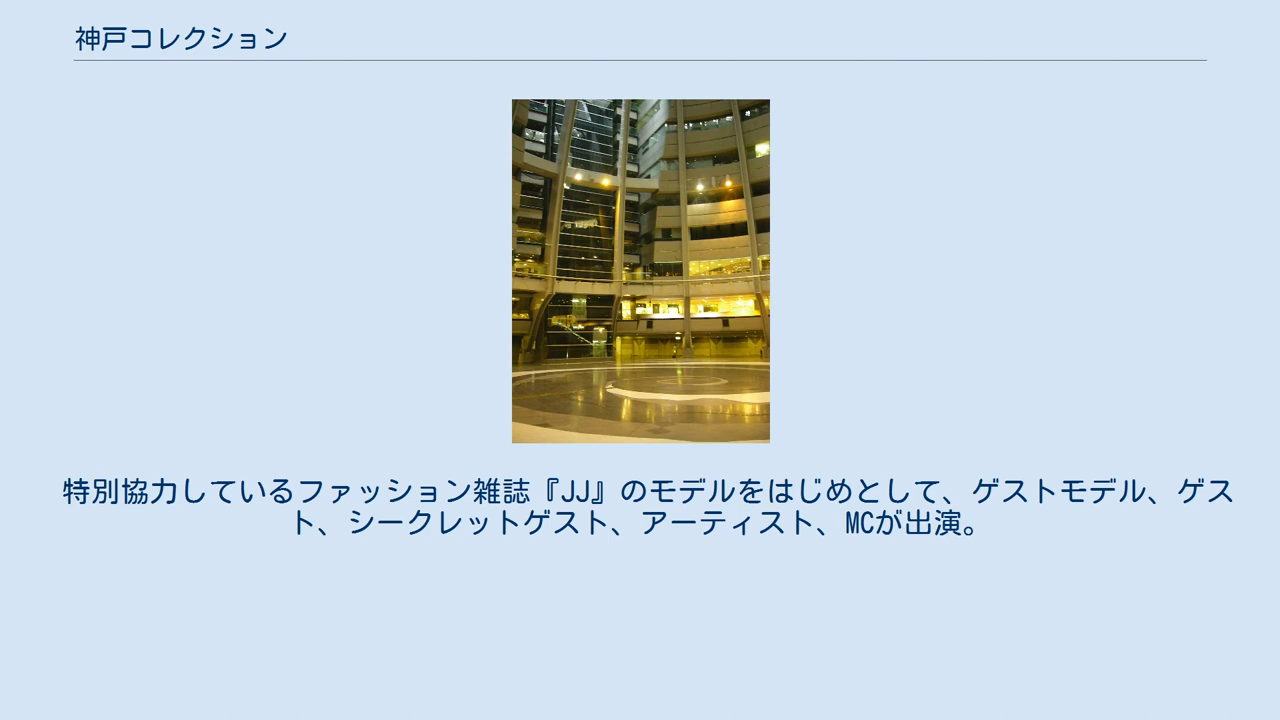 神戸コレクション
特別協力しているファッション雑誌『JJ』のモデルをはじめとして、ゲストモデル、ゲス
ト、シークレットゲスト、アーティスト、MCが出演。